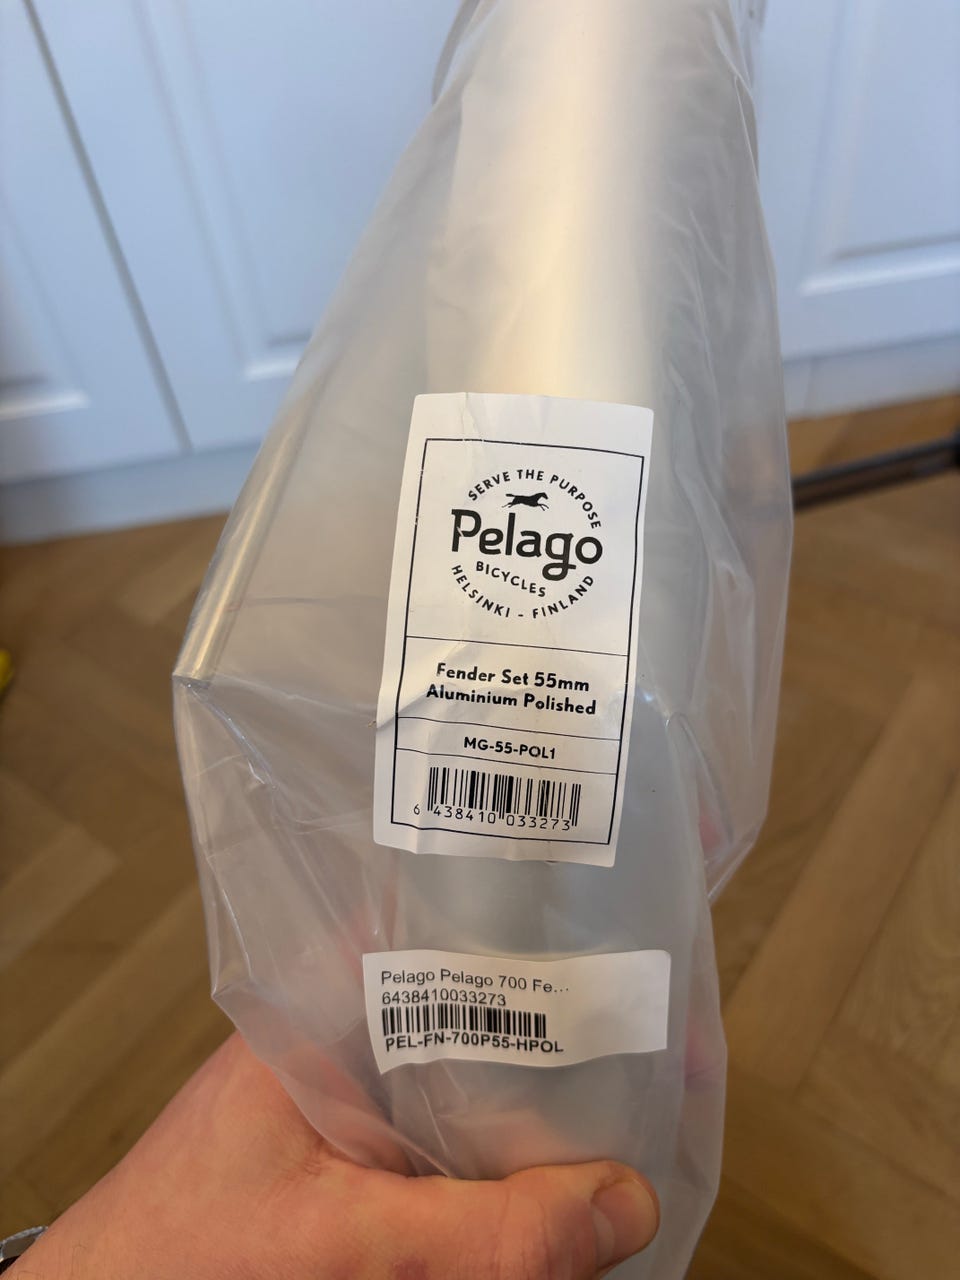 SERVE THE PURPOSE
Pelago
BICYCLES
HELSINKI - FINLAND
Fender Set 55mm
Aluminium Polished
MG-55-POL1
6 438410 033273
Pelago Pelago 700 Fe...
6438410033273
PEL-FN-700P55-HPOL